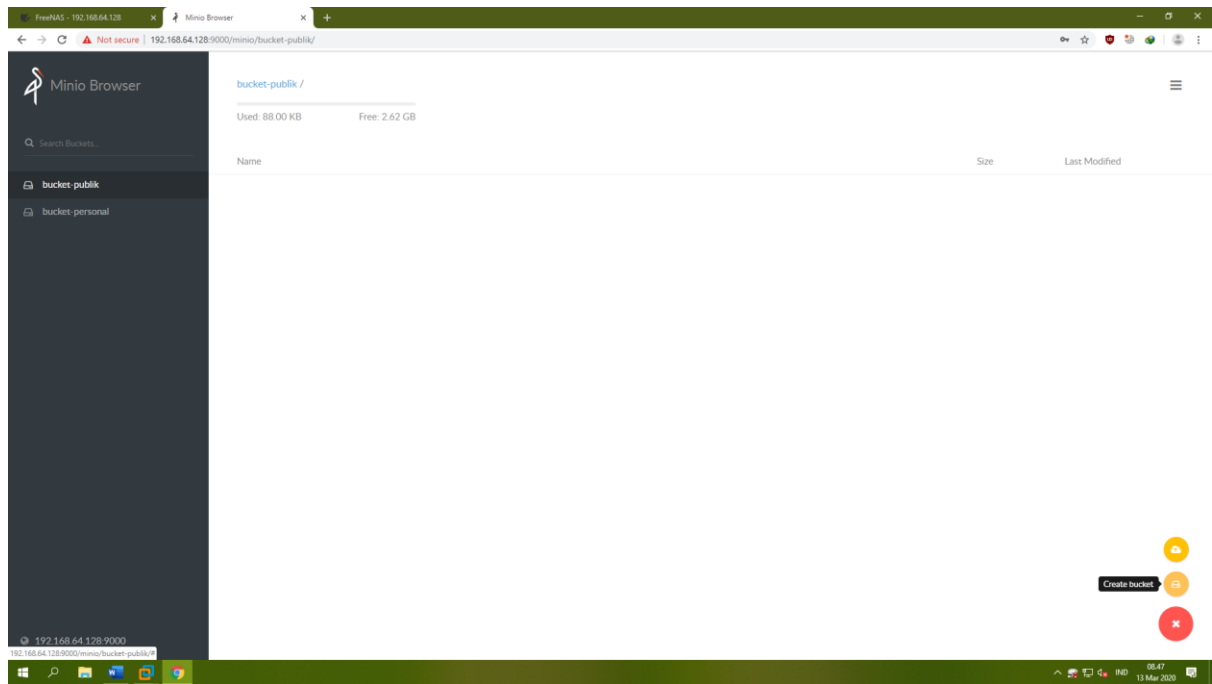 FreeNAS - 192.168.64.128
Minio Browser
Not secure | 192.168.64.128:9000/minio/bucket-publik/
Minio Browser
bucket-publik /
Used: 88.00 KB Free: 2.62 GB
Search Buckets...
Name Size Last Modified
bucket-publik
bucket-personal
Create bucket
192.168.64.128:9000
192.168.64.128:9000/minio/bucket-publik/#
IND
08.47
13 Mar 2020